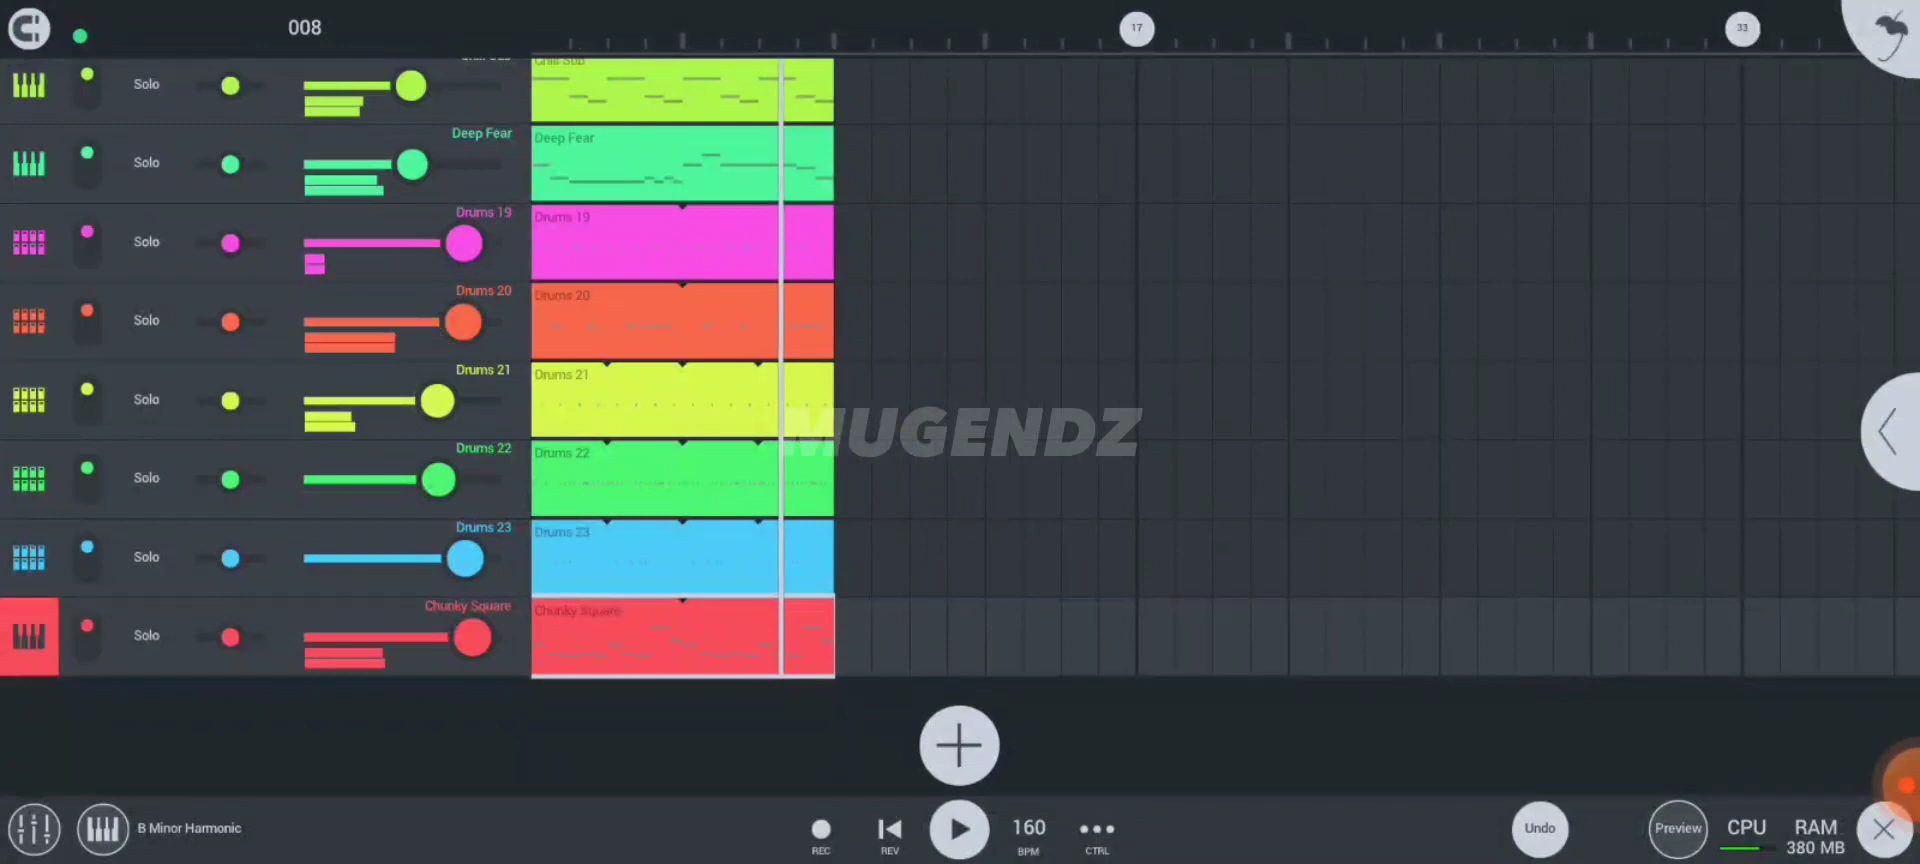 008
17
33
Chill Sub
Solo
Deep Fear
Deep Fear
Solo
Drums 19
Drums 19
Solo
Drums 20
Drums 20
Solo
Drums 21
Drums 21
Solo
MUGENDZ
Drums 22
Drums 22
Solo
Drums 23
Drums 23
Solo
Chunky Square
Chunky Square
Solo
B Minor Harmonic
REC
REV
160
BPM
CTRL
Undo
Preview
CPU
RAM
380 MB